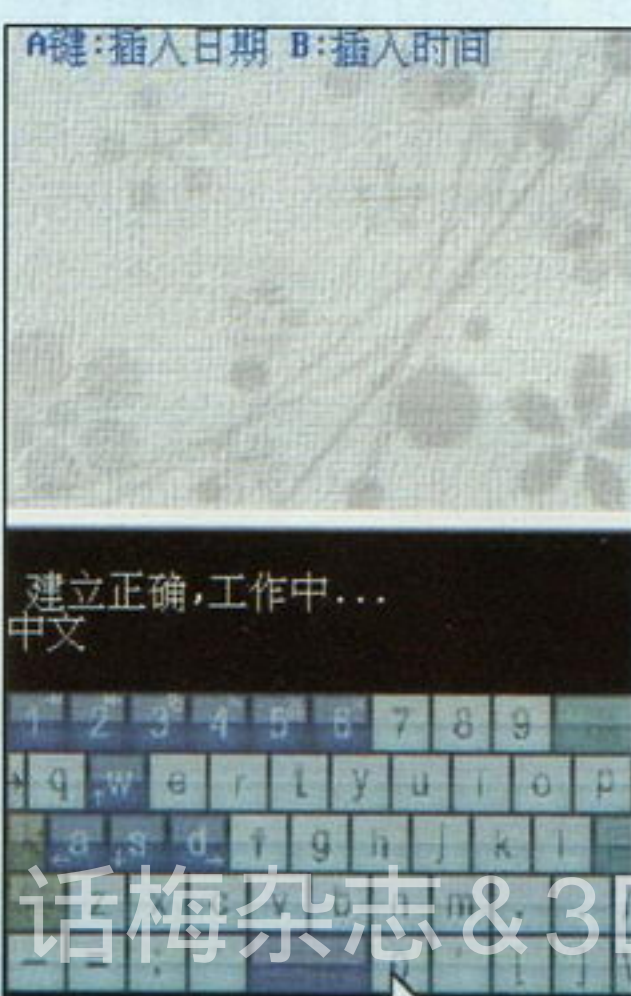 A键:插入日期 B:插入时间
建立正确,工作中...
中文
1 2 3 4 5 6 7 8 9
q w e r t y u i o p
a s d f g h j k l
z x c v b n m
话梅杂志&3D